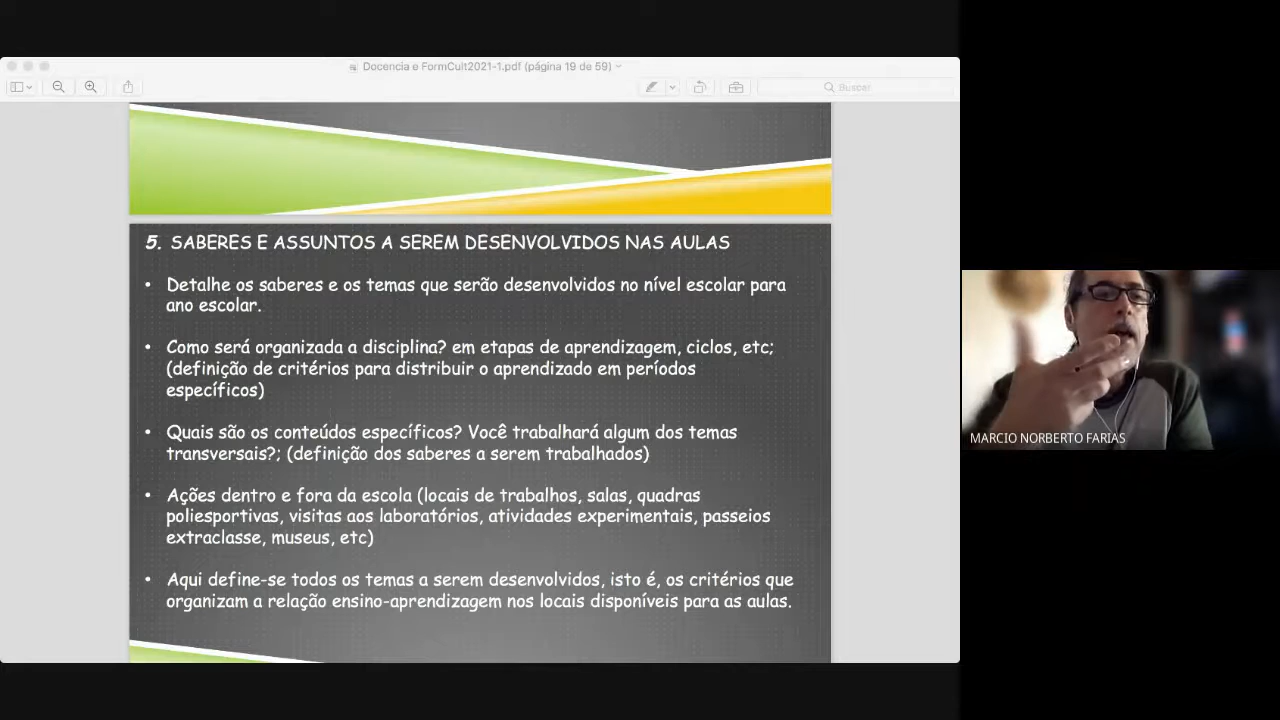 Docencia e FormCult2021-1.pdf (página 19 de 59)
Buscar
5. SABERES E ASSUNTOS A SEREM DESENVOLVIDOS NAS AULAS
• Detalhe os saberes e os temas que serão desenvolvidos no nível escolar para
ano escolar.
• Como será organizada a disciplina? em etapas de aprendizagem, ciclos, etc;
(definição de critérios para distribuir o aprendizado em períodos
específicos)
• Quais são os conteúdos específicos? Você trabalhará algum dos temas
transversais?; (definição dos saberes a serem trabalhados)
• Ações dentro e fora da escola (locais de trabalhos, salas, quadras
poliesportivas, visitas aos laboratórios, atividades experimentais, passeios
extraclasse, museus, etc)
• Aqui define-se todos os temas a serem desenvolvidos, isto é, os critérios que
organizam a relação ensino-aprendizagem nos locais disponíveis para as aulas.
MARCIO NORBERTO FARIAS